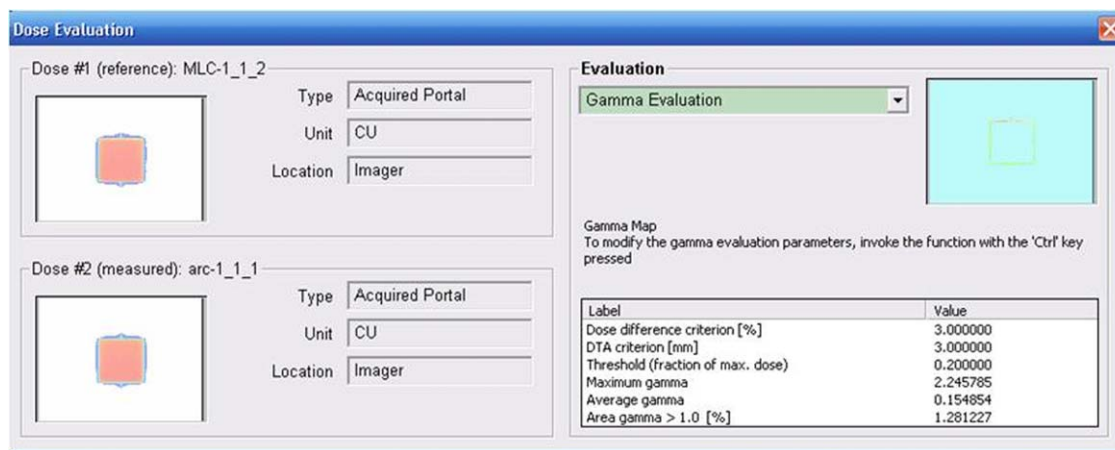 Dose Evaluation
Dose #1 (reference): MLC-1_1_2
Type Acquired Portal
Unit CU
Location Imager
Dose #2 (measured): arc-1_1_1
Type Acquired Portal
Unit CU
Location Imager
Evaluation
Gamma Evaluation
Gamma Map
To modify the gamma evaluation parameters, invoke the function with the 'Ctrl' key
pressed
Label Value
Dose difference criterion [%] 3.000000
DTA criterion [mm] 3.000000
Threshold (fraction of max. dose) 0.200000
Maximum gamma 2.245785
Average gamma 0.154854
Area gamma > 1.0 [%] 1.281227